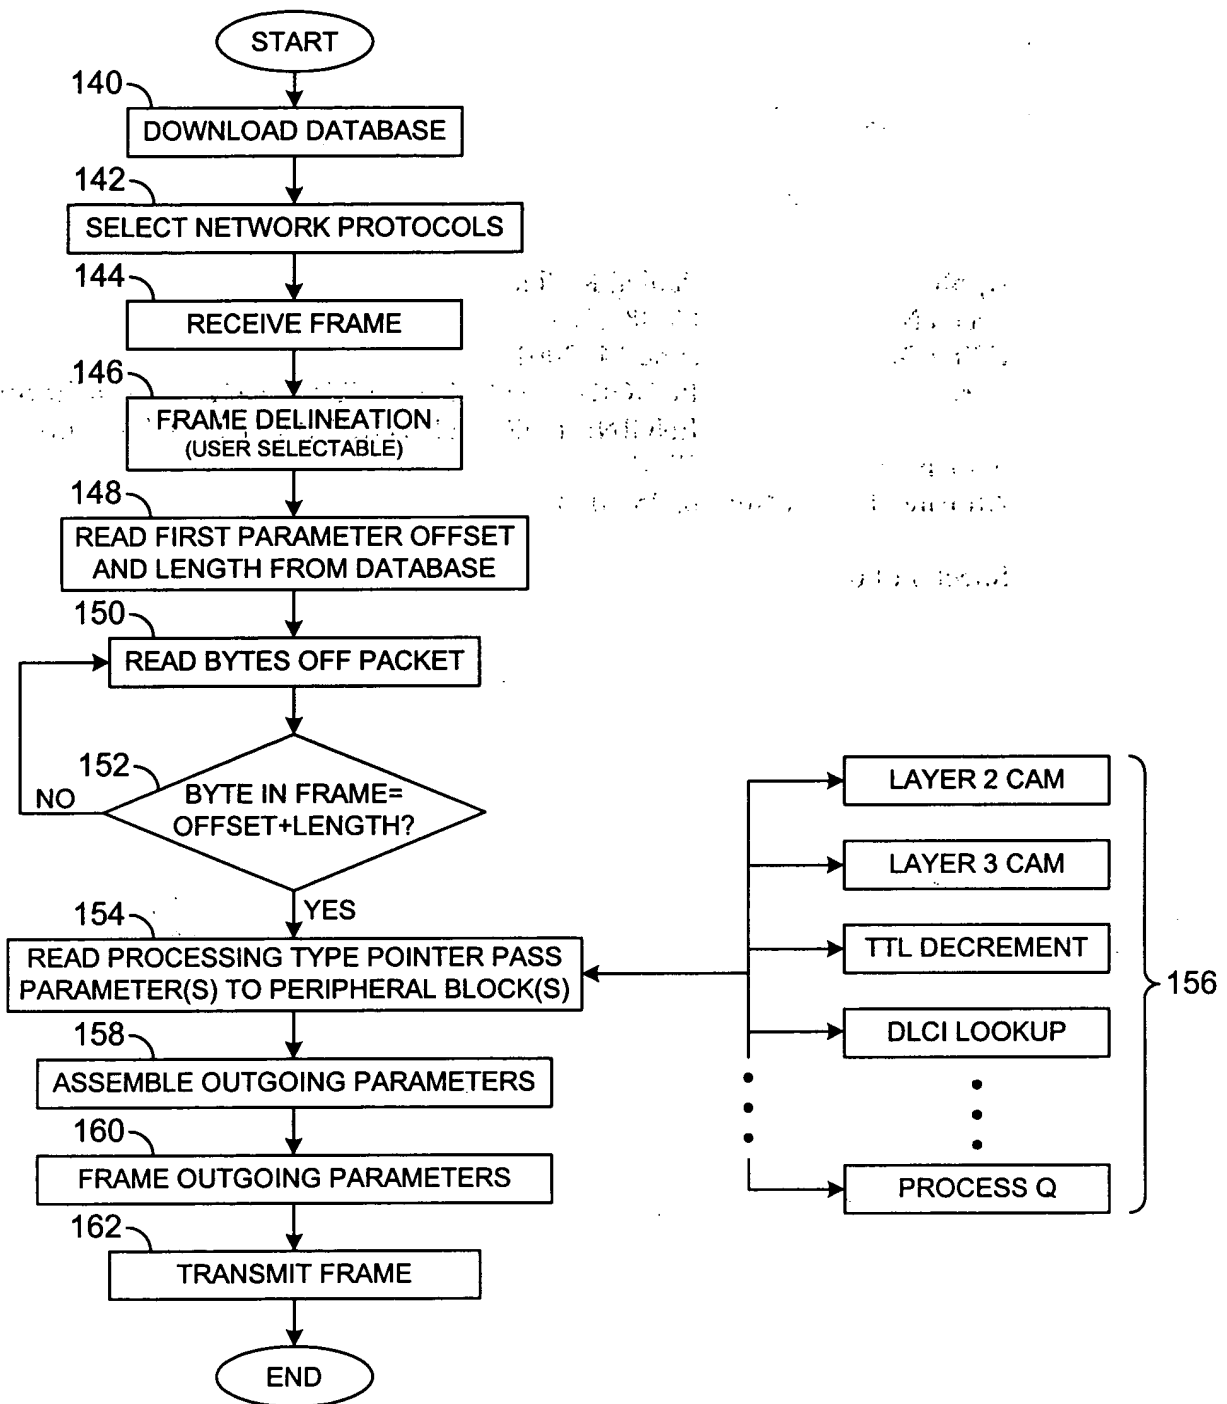 START
140
DOWNLOAD DATABASE
142
SELECT NETWORK PROTOCOLS
144
RECEIVE FRAME
146
FRAME DELINEATION
(USER SELECTABLE)
148
READ FIRST PARAMETER OFFSET
AND LENGTH FROM DATABASE
150
READ BYTES OFF PACKET
152
BYTE IN FRAME=
OFFSET+LENGTH?
NO
YES
154
READ PROCESSING TYPE POINTER PASS
PARAMETER(S) TO PERIPHERAL BLOCK(S)
158
ASSEMBLE OUTGOING PARAMETERS
160
FRAME OUTGOING PARAMETERS
162
TRANSMIT FRAME
END
LAYER 2 CAM
LAYER 3 CAM
TTL DECREMENT
DLCI LOOKUP
PROCESS Q
156